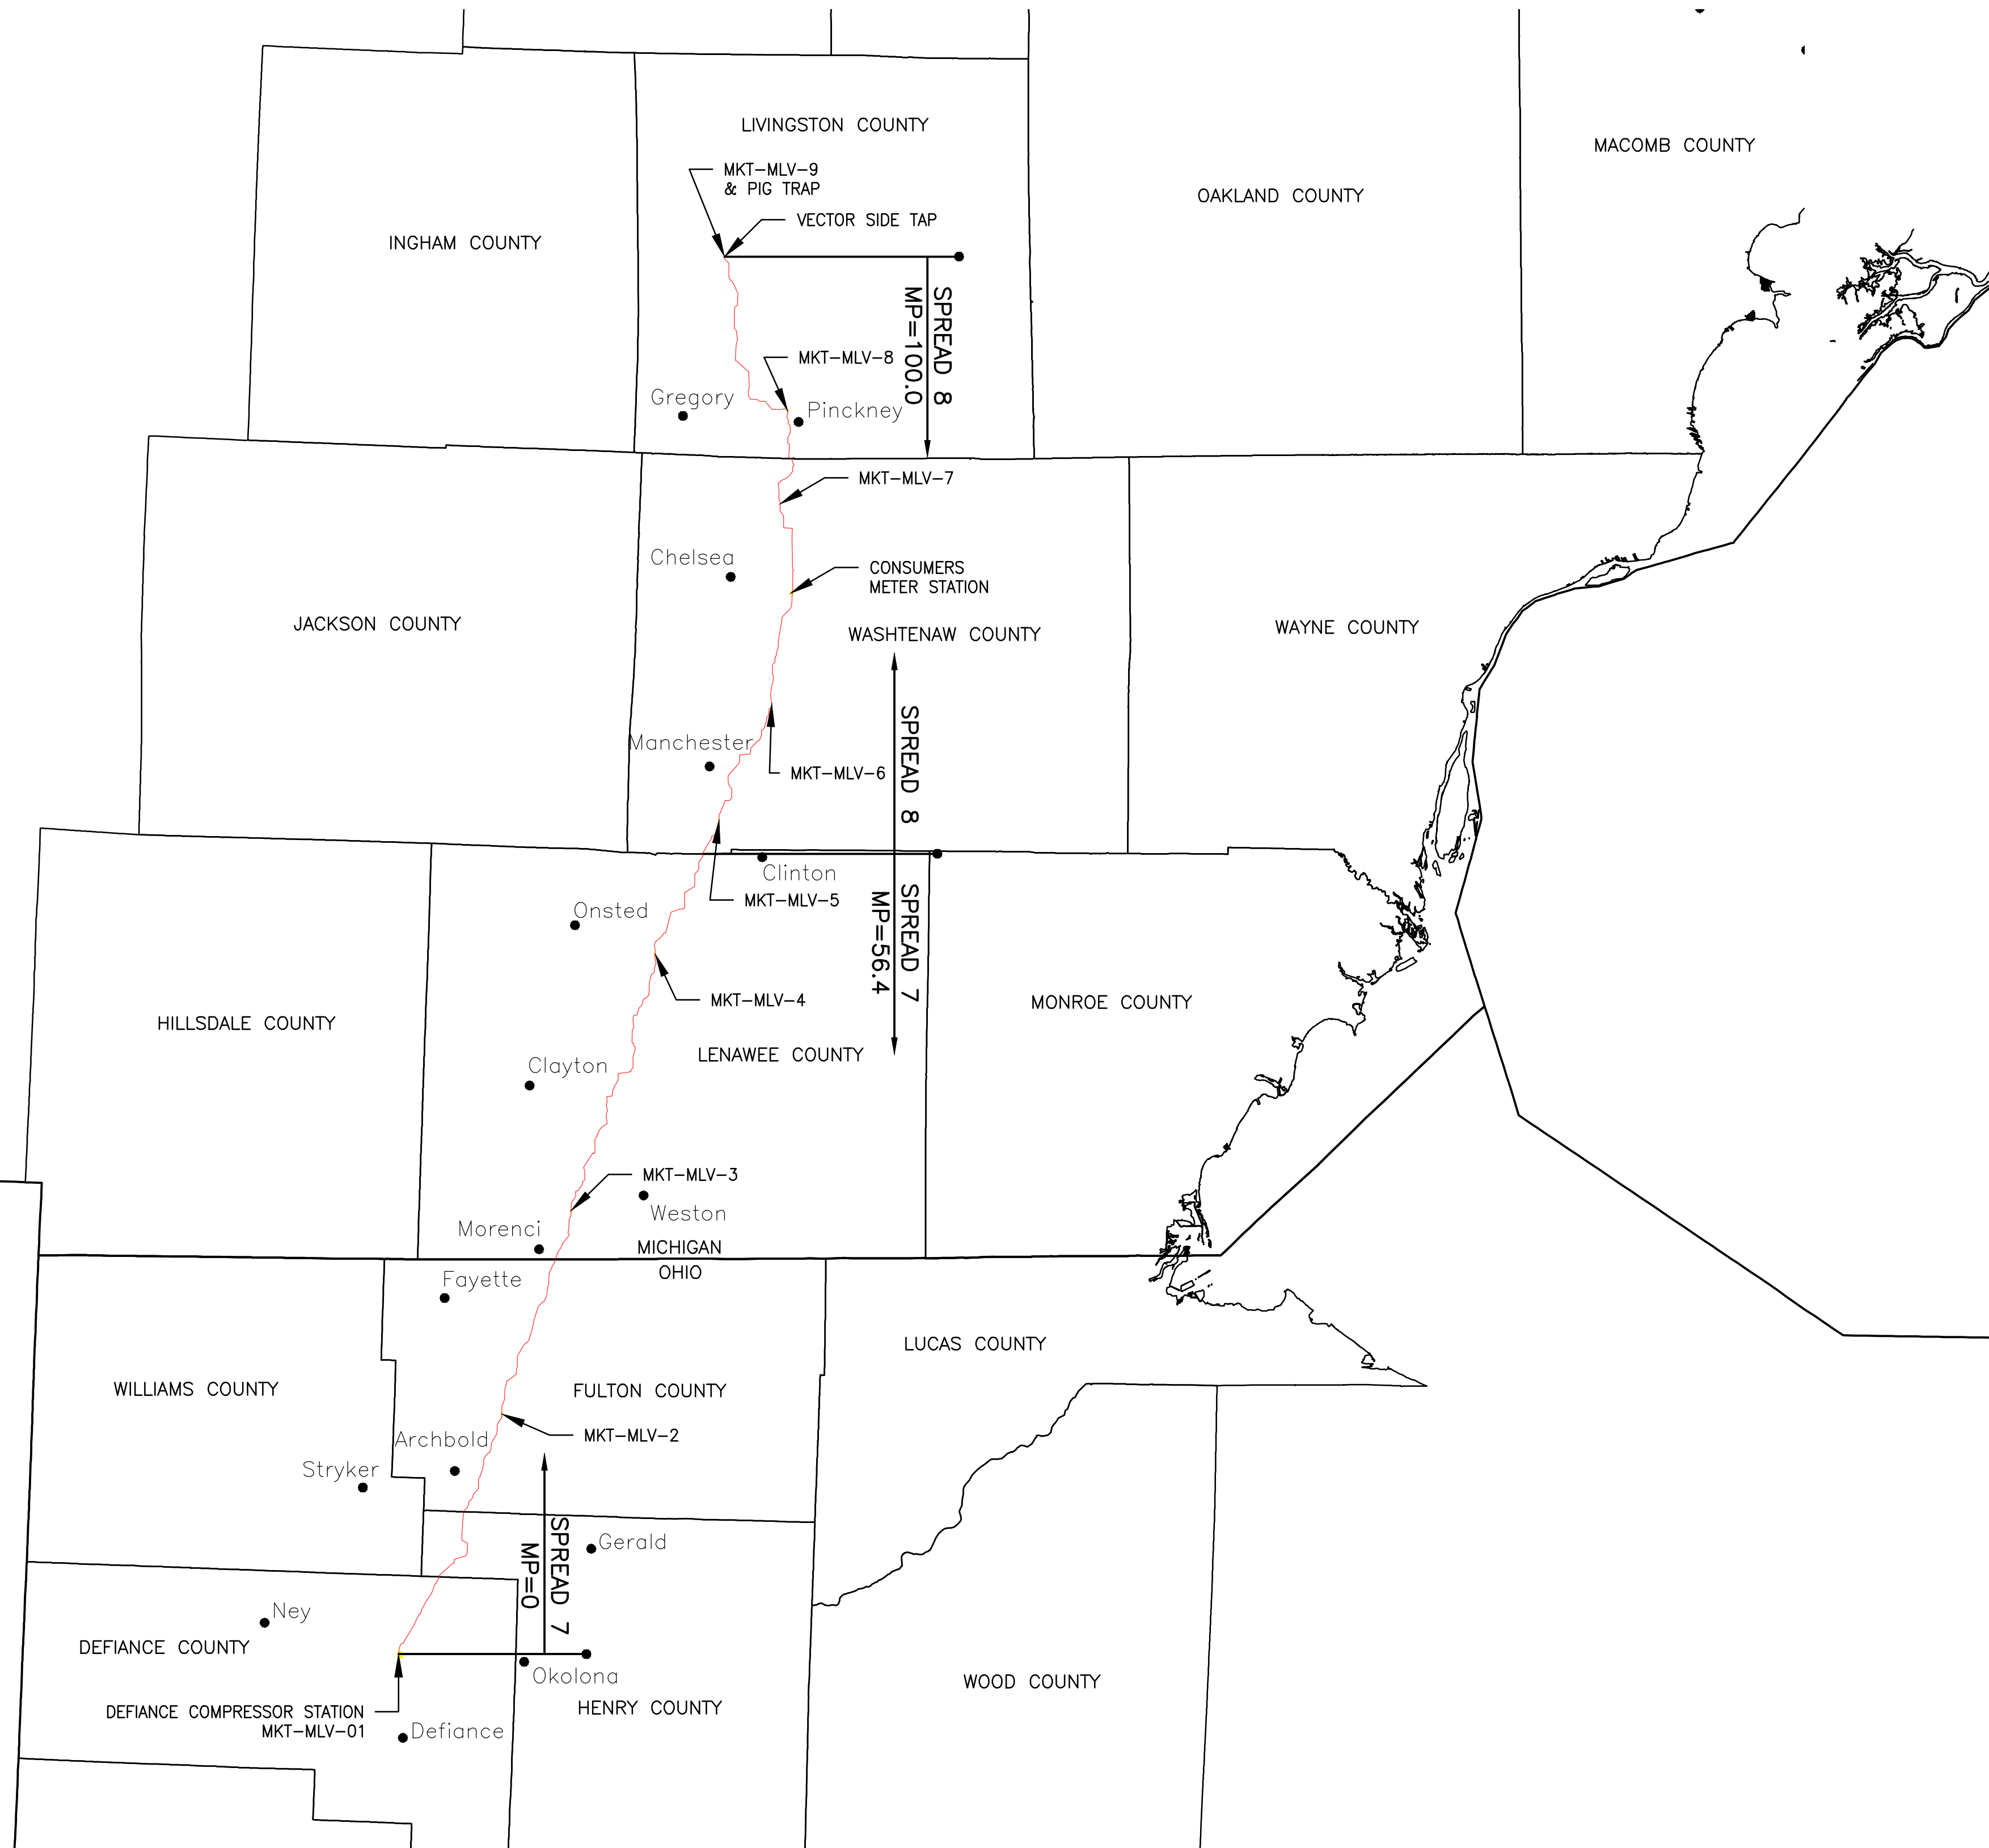 LIVINGSTON COUNTY
MACOMB COUNTY
MKT-MLV-9
& PIG TRAP
OAKLAND COUNTY
VECTOR SIDE TAP
INGHAM COUNTY
SPREAD 8
MP=100.0
MKT-MLV-8
Gregory
Pinckney
MKT-MLV-7
Chelsea
CONSUMERS
METER STATION
JACKSON COUNTY
WASHTENAW COUNTY
WAYNE COUNTY
SPREAD 8
Manchester
MKT-MLV-6
Clinton
MKT-MLV-5
SPREAD 7
MP=56.4
Onsted
MKT-MLV-4
MONROE COUNTY
HILLSDALE COUNTY
LENAWEE COUNTY
Clayton
MKT-MLV-3
Weston
Morenci
MICHIGAN
OHIO
Fayette
LUCAS COUNTY
WILLIAMS COUNTY
FULTON COUNTY
MKT-MLV-2
Archbold
Stryker
SPREAD 7
MP=0
Gerald
Ney
DEFIANCE COUNTY
Okolona
WOOD COUNTY
HENRY COUNTY
DEFIANCE COMPRESSOR STATION
MKT-MLV-01
Defiance